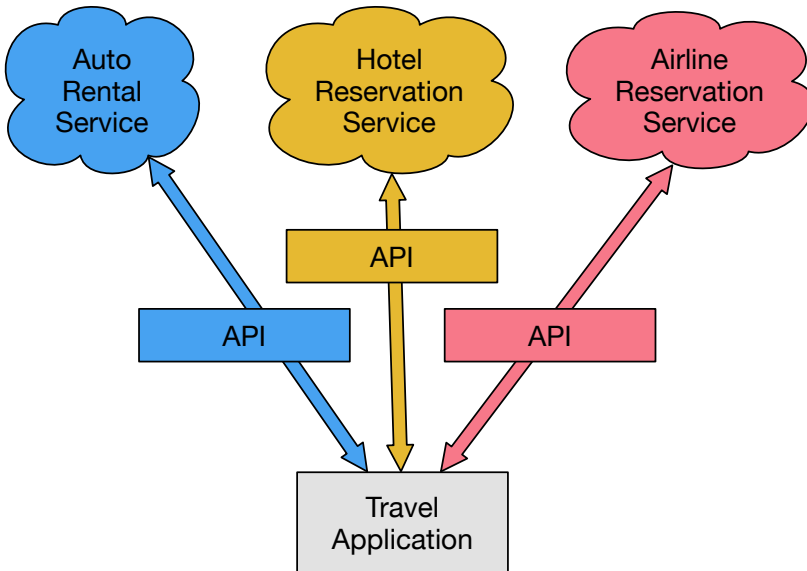 Auto
Rental
Service
Hotel
Reservation
Service
Airline
Reservation
Service
API
API
API
Travel
Application